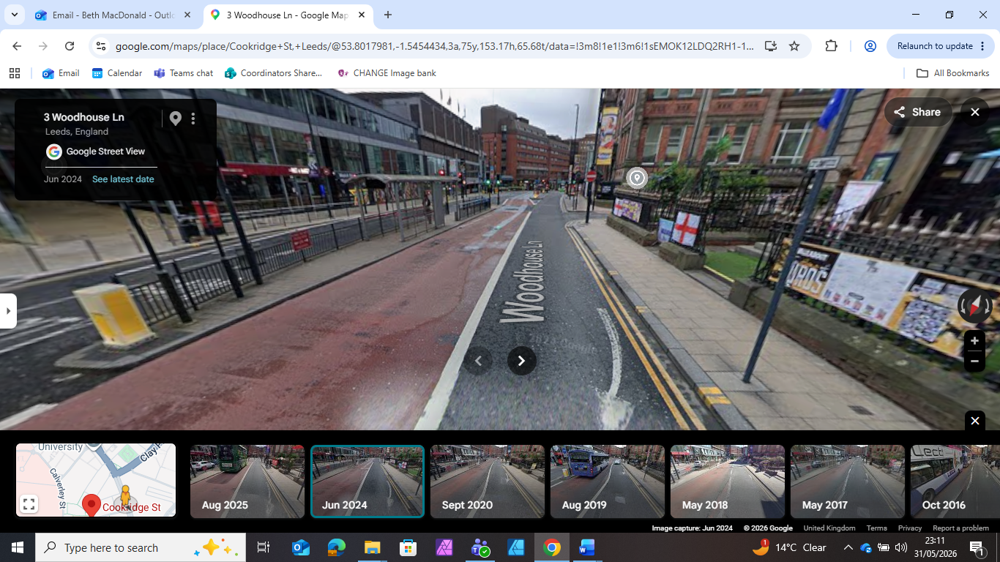 Email - Beth MacDonald - Outlo
3 Woodhouse Ln - Google Map
google.com/maps/place/Cookridge+St,+Leeds/@53.8017981,-1.5454434,3a,75y,153.17h,65.68t/data=!3m8!1e1!3m6!1sEMOK12LDQ2RH1-1...
Relaunch to update
Email
Calendar
Teams chat
Coordinators Share...
CHANGE Image bank
All Bookmarks
3 Woodhouse Ln
Leeds, England
Google Street View
Jun 2024
See latest date
Share
Woodhouse Ln
University
Clay P
Calverley St
Cookridge St
Aug 2025
Jun 2024
Sept 2020
Aug 2019
May 2018
May 2017
Oct 2016
Image capture: Jun 2024
© 2026 Google
United Kingdom
Terms
Privacy
Report a problem
Type here to search
1
14°C Clear
23:11
31/05/2026
1